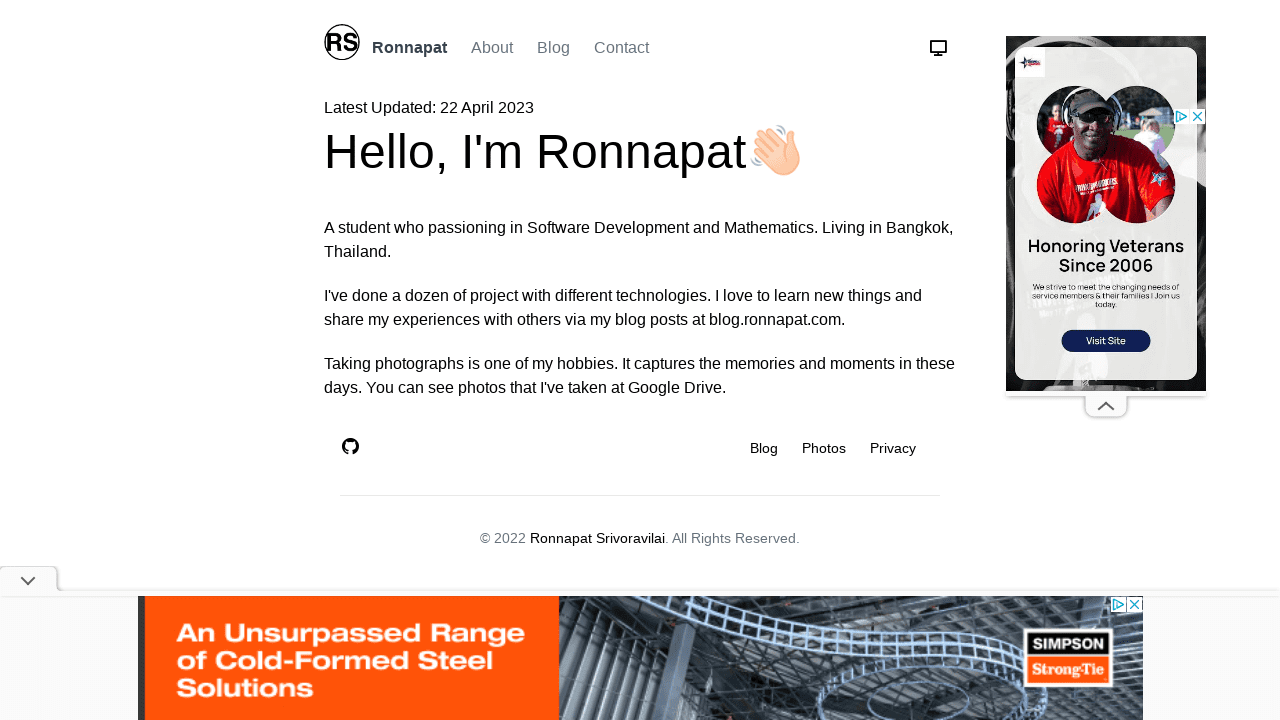 RS
Ronnapat About Blog Contact
Latest Updated: 22 April 2023
Hello, I'm Ronnapat👋🏻
A student who passioning in Software Development and Mathematics. Living in Bangkok,
Thailand.
I've done a dozen of project with different technologies. I love to learn new things and
share my experiences with others via my blog posts at blog.ronnapat.com.
Taking photographs is one of my hobbies. It captures the memories and moments in these
days. You can see photos that I've taken at Google Drive.
Blog Photos Privacy
© 2022 Ronnapat Srivoravilai. All Rights Reserved.
Honoring Veterans
Since 2006
We strive to meet the changing needs of
service members & their families | Join us
today.
Visit Site
An Unsurpassed Range
of Cold-Formed Steel
Solutions
SIMPSON
Strong-Tie